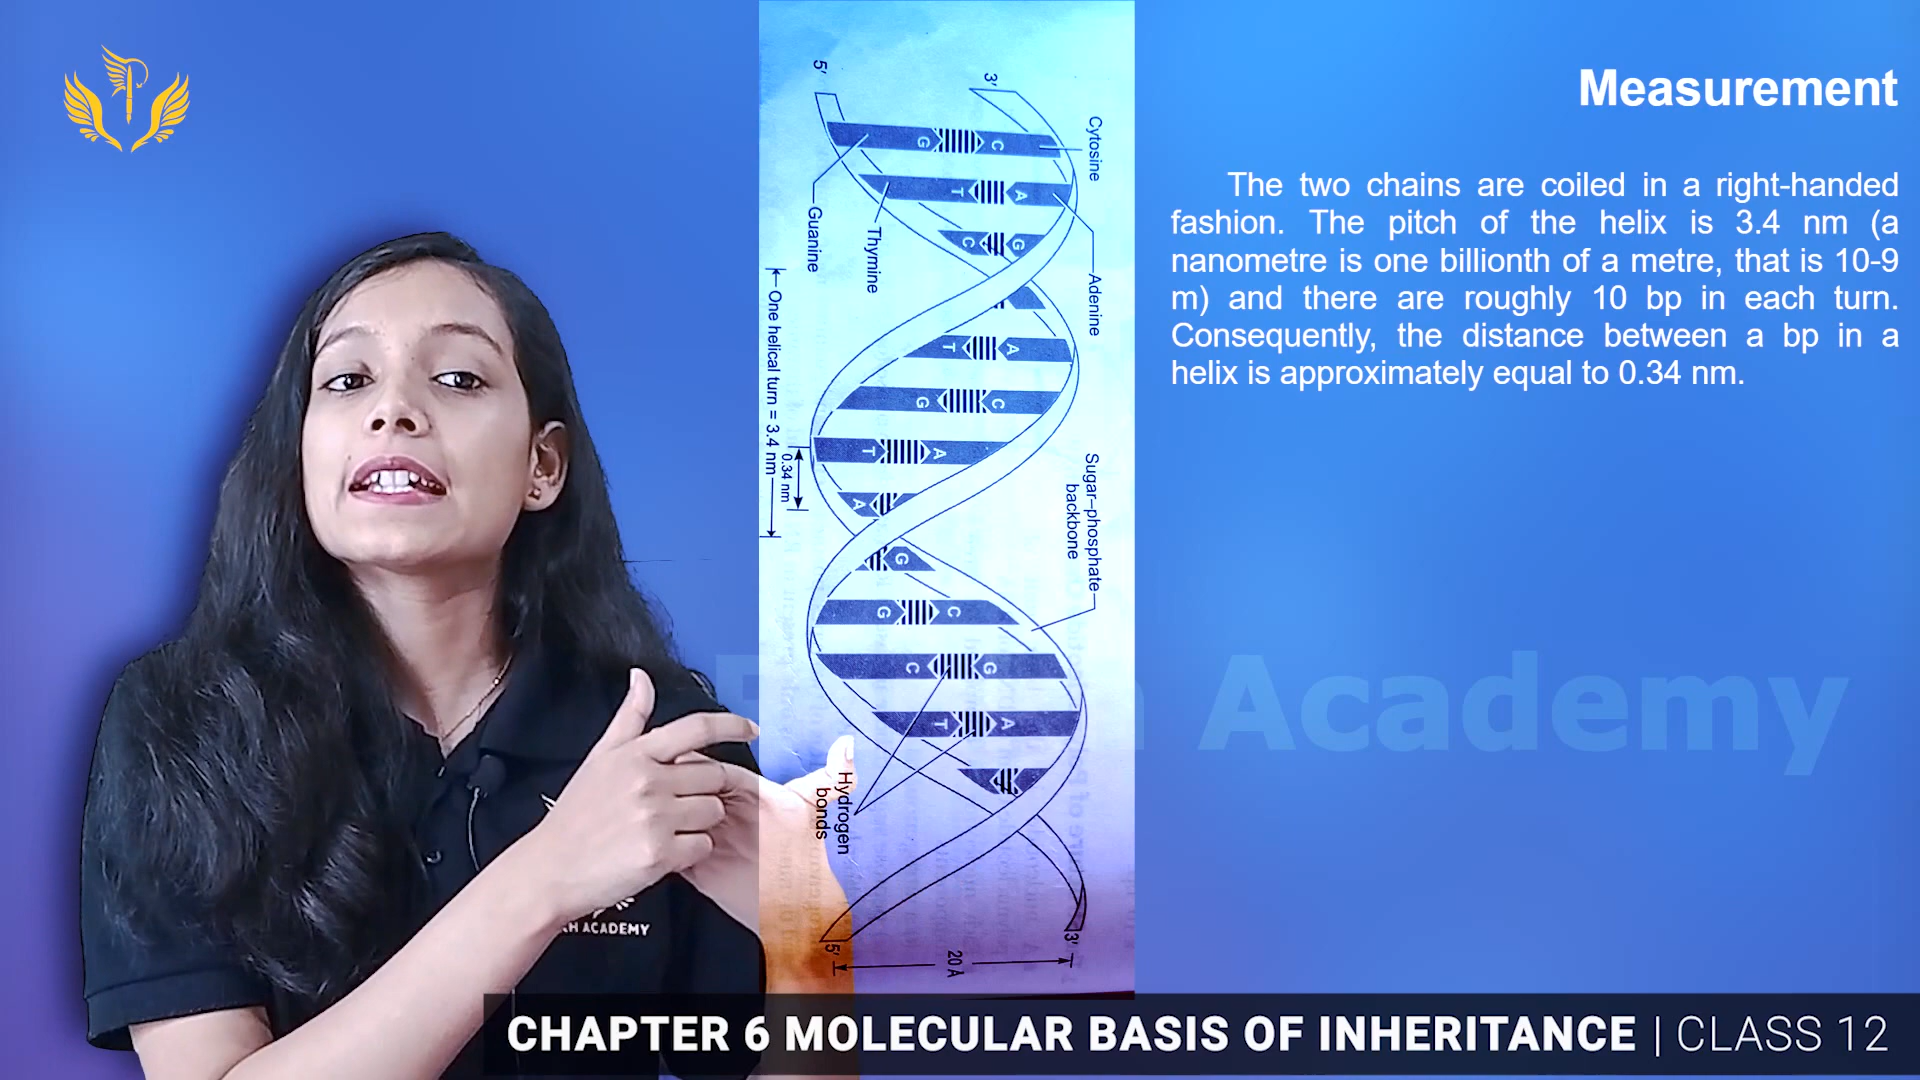 Measurement
The two chains are coiled in a right-handed
fashion. The pitch of the helix is 3.4 nm (a
nanometre is one billionth of a metre, that is 10-9
m) and there are roughly 10 bp in each turn.
Consequently, the distance between a bp in a
helix is approximately equal to 0.34 nm.
5'
3'
Cytosine
G
C
T
A
C
G
Guanine
Thymine
Adenine
One helical turn = 3.4 nm
0.34 nm
T
A
G
C
T
A
A
G
Sugar–phosphate
backbone
G
C
C
G
T
A
Hydrogen
bonds
5'
3'
20 Å
Academy
ACADEMY
CHAPTER 6 MOLECULAR BASIS OF INHERITANCE | CLASS 12